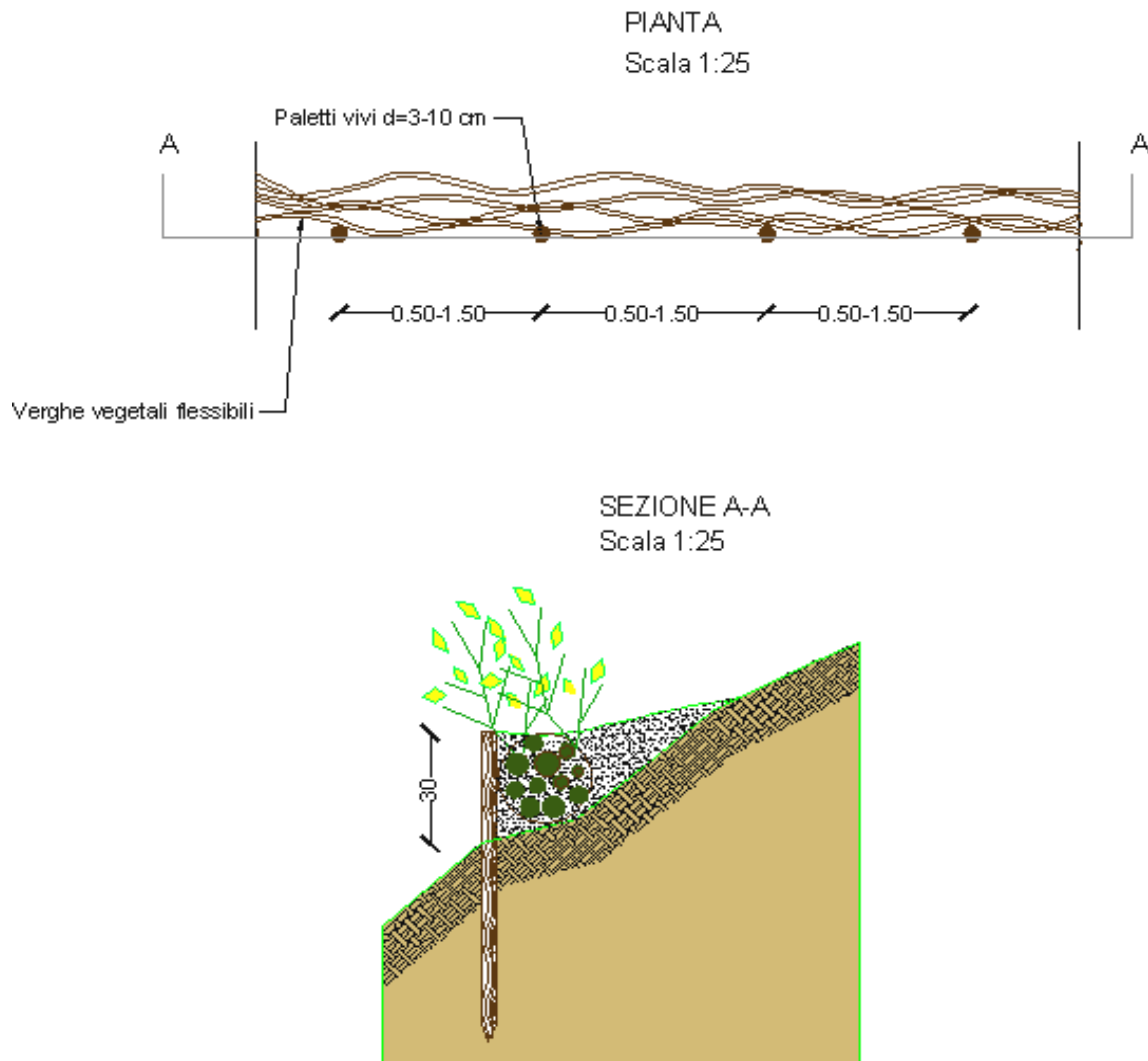 PIANTA
Scala 1:25
Paletti vivi d=3-10 cm
A
A
0.50-1.50
0.50-1.50
0.50-1.50
Verghe vegetali flessibili
SEZIONE A-A
Scala 1:25
30